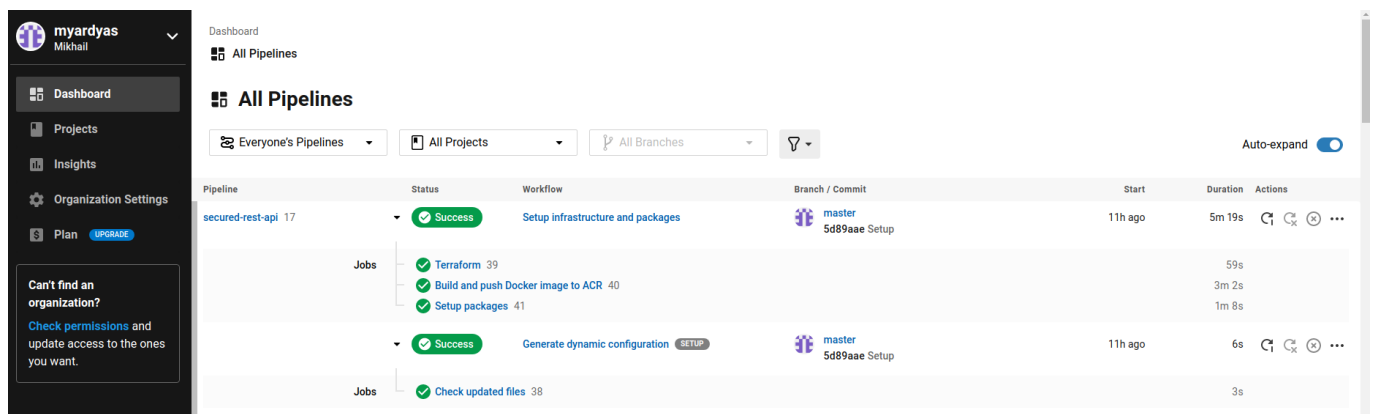 myardyas
Mikhail
Dashboard
Projects
Insights
Organization Settings
Plan UPGRADE
Can't find an
organization?
Check permissions and
update access to the ones
you want.
Dashboard
All Pipelines
All Pipelines
Everyone's Pipelines All Projects All Branches Auto-expand
Pipeline Status Workflow Branch / Commit Start Duration Actions
secured-rest-api 17 Success Setup infrastructure and packages master 11h ago 5m 19s
5d89aae Setup
Jobs Terraform 39 59s
Build and push Docker image to ACR 40 3m 2s
Setup packages 41 1m 8s
Success Generate dynamic configuration SETUP master 11h ago 6s
5d89aae Setup
Jobs Check updated files 38 3s